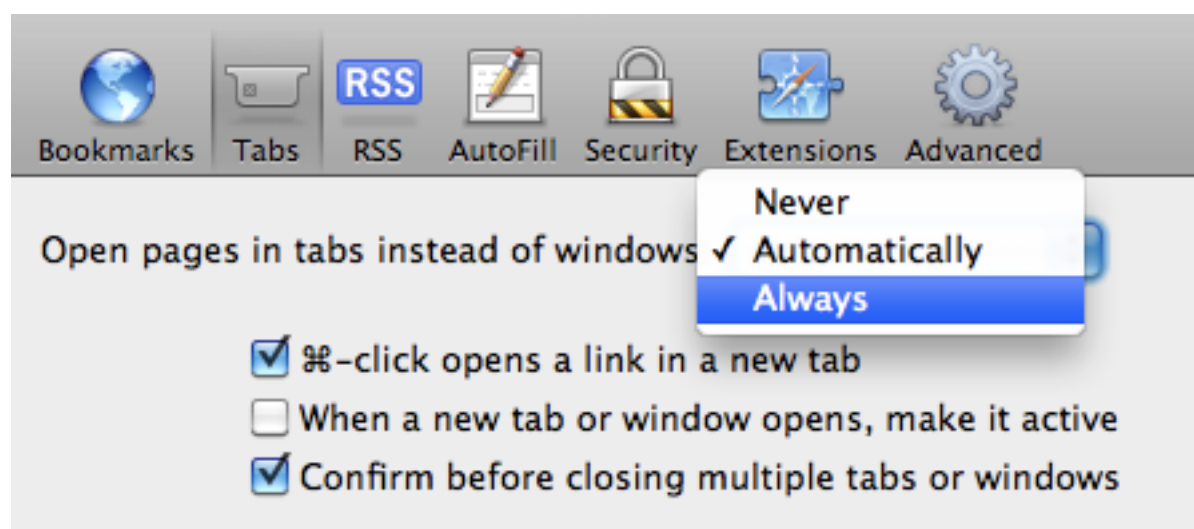 RSS
Bookmarks Tabs RSS AutoFill Security Extensions Advanced
Never
Open pages in tabs instead of windows ✓ Automatically
Always
⌘-click opens a link in a new tab
When a new tab or window opens, make it active
Confirm before closing multiple tabs or windows